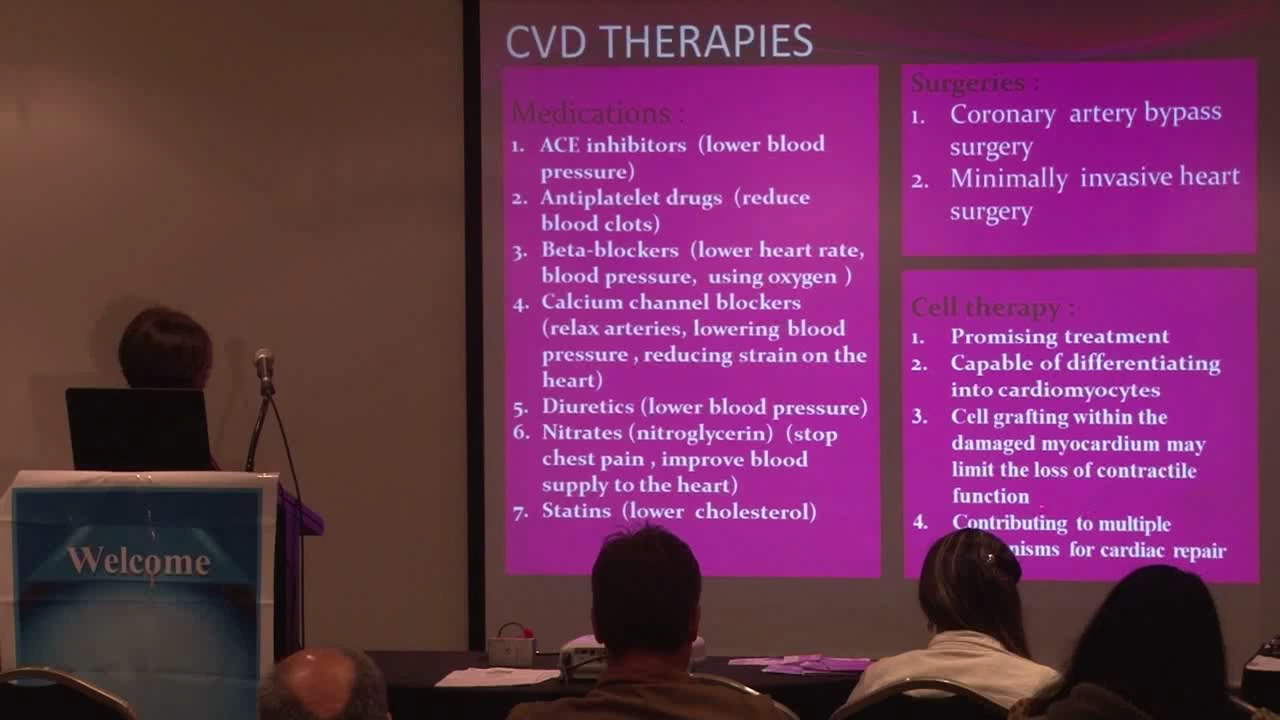 CVD THERAPIES
Medications :
1. ACE inhibitors (lower blood
pressure)
2. Antiplatelet drugs (reduce
blood clots)
3. Beta-blockers (lower heart rate,
blood pressure, using oxygen )
4. Calcium channel blockers
(relax arteries, lowering blood
pressure , reducing strain on the
heart)
5. Diuretics (lower blood pressure)
6. Nitrates (nitroglycerin) (stop
chest pain , improve blood
supply to the heart)
7. Statins (lower cholesterol)
Surgeries :
1. Coronary artery bypass
surgery
2. Minimally invasive heart
surgery
Cell therapy :
1. Promising treatment
2. Capable of differentiating
into cardiomyocytes
3. Cell grafting within the
damaged myocardium may
limit the loss of contractile
function
4. Contributing to multiple
for cardiac repair
Welcome